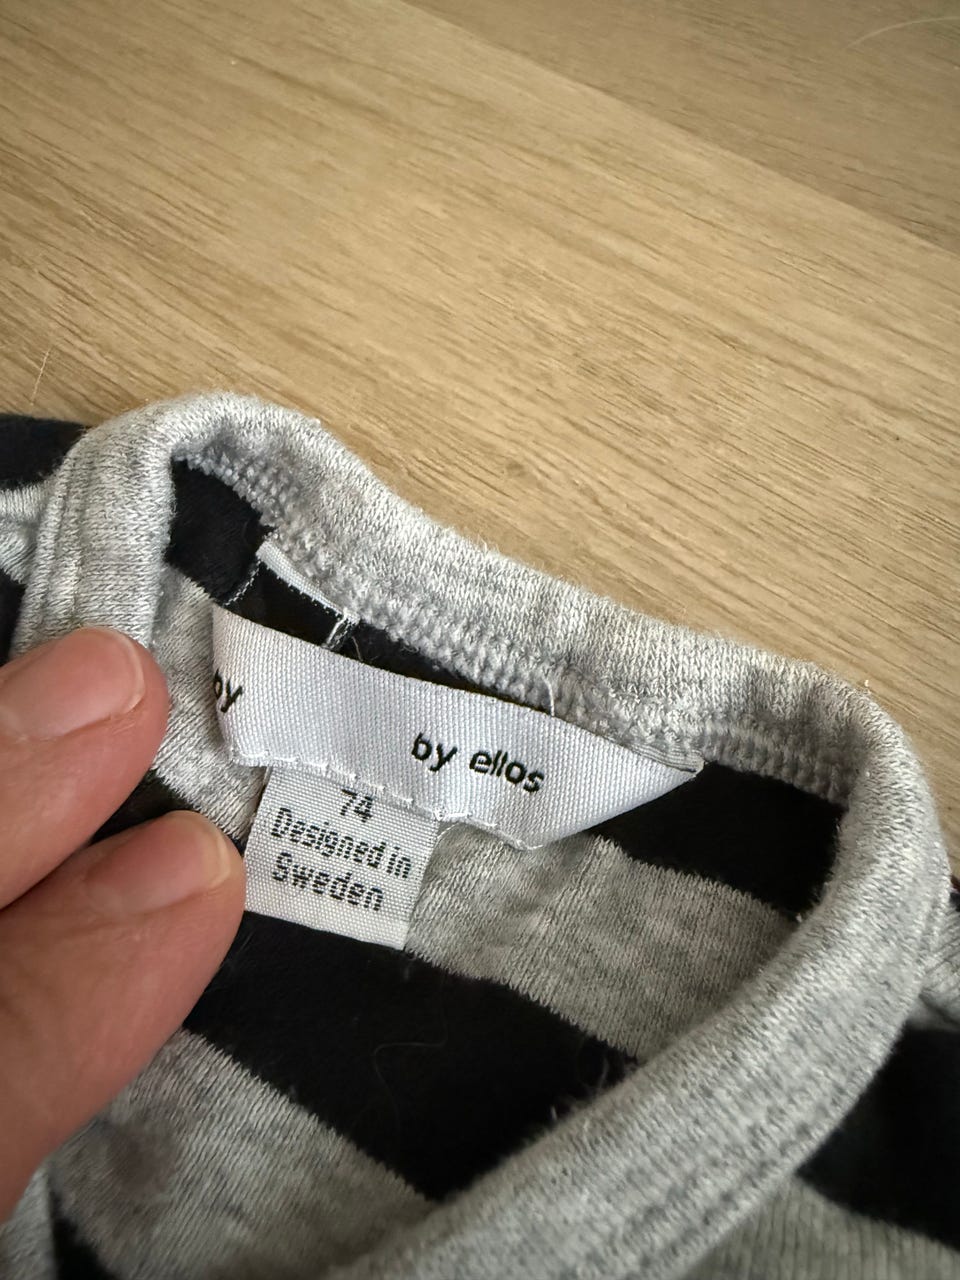 by ellos
74
Designed in
Sweden